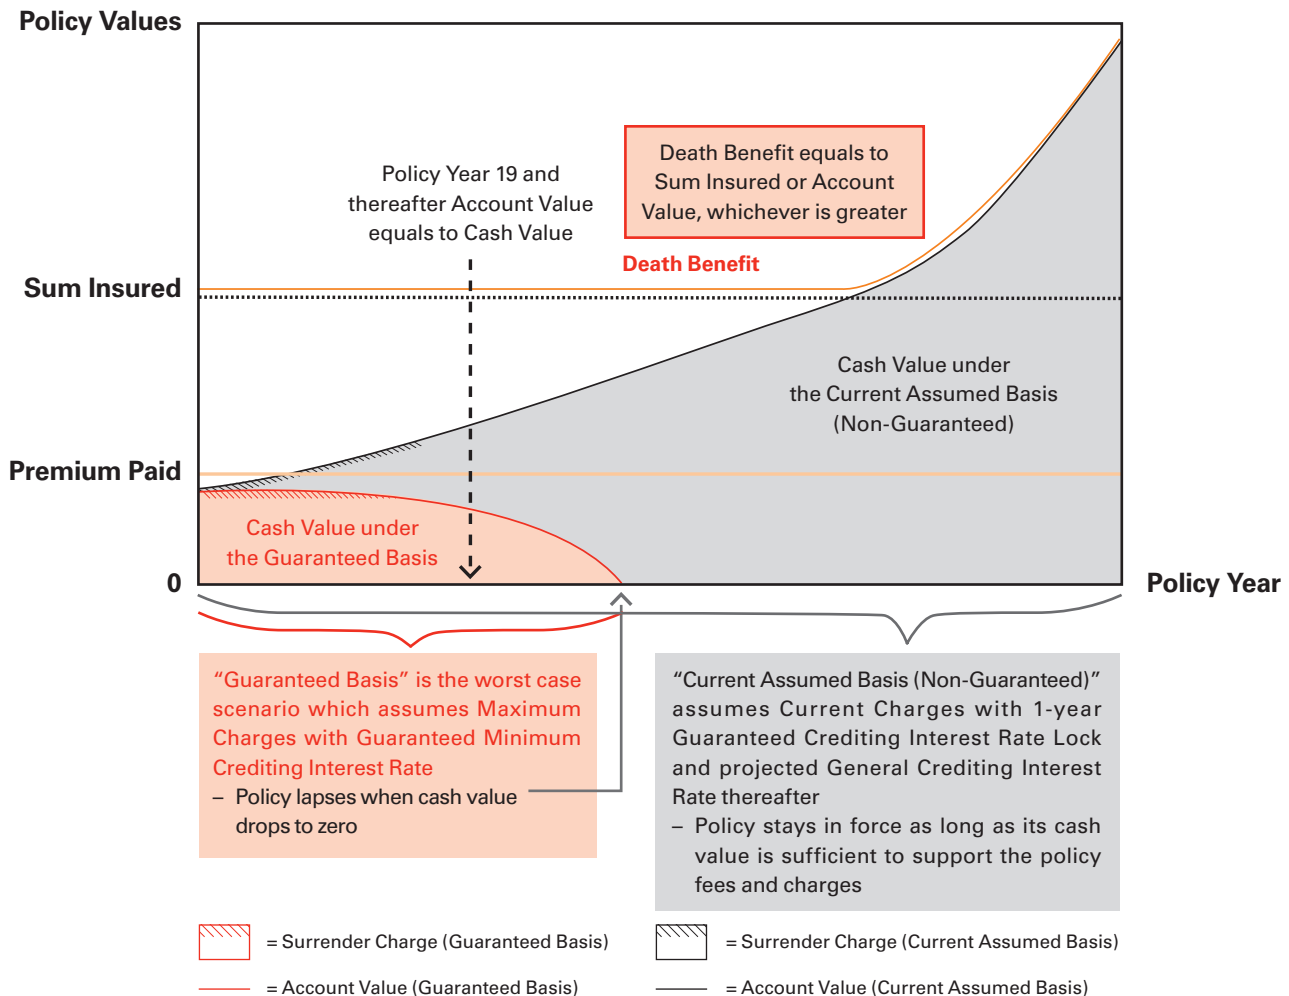 Policy Values
Death Benefit equals to
Sum Insured or Account
Value, whichever is greater
Policy Year 19 and
thereafter Account Value
equals to Cash Value
Death Benefit
Sum Insured
Cash Value under
the Current Assumed Basis
(Non-Guaranteed)
Premium Paid
Cash Value under
the Guaranteed Basis
0
Policy Year
“Guaranteed Basis” is the worst case
scenario which assumes Maximum
Charges with Guaranteed Minimum
Crediting Interest Rate
– Policy lapses when cash value
drops to zero
“Current Assumed Basis (Non-Guaranteed)”
assumes Current Charges with 1-year
Guaranteed Crediting Interest Rate Lock
and projected General Crediting Interest
Rate thereafter
– Policy stays in force as long as its cash
value is sufficient to support the policy
fees and charges
= Surrender Charge (Guaranteed Basis)
= Surrender Charge (Current Assumed Basis)
= Account Value (Guaranteed Basis)
= Account Value (Current Assumed Basis)